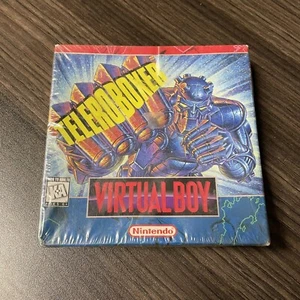 TELEROBOXER
VIRTUAL BOY
K-A
Nintendo